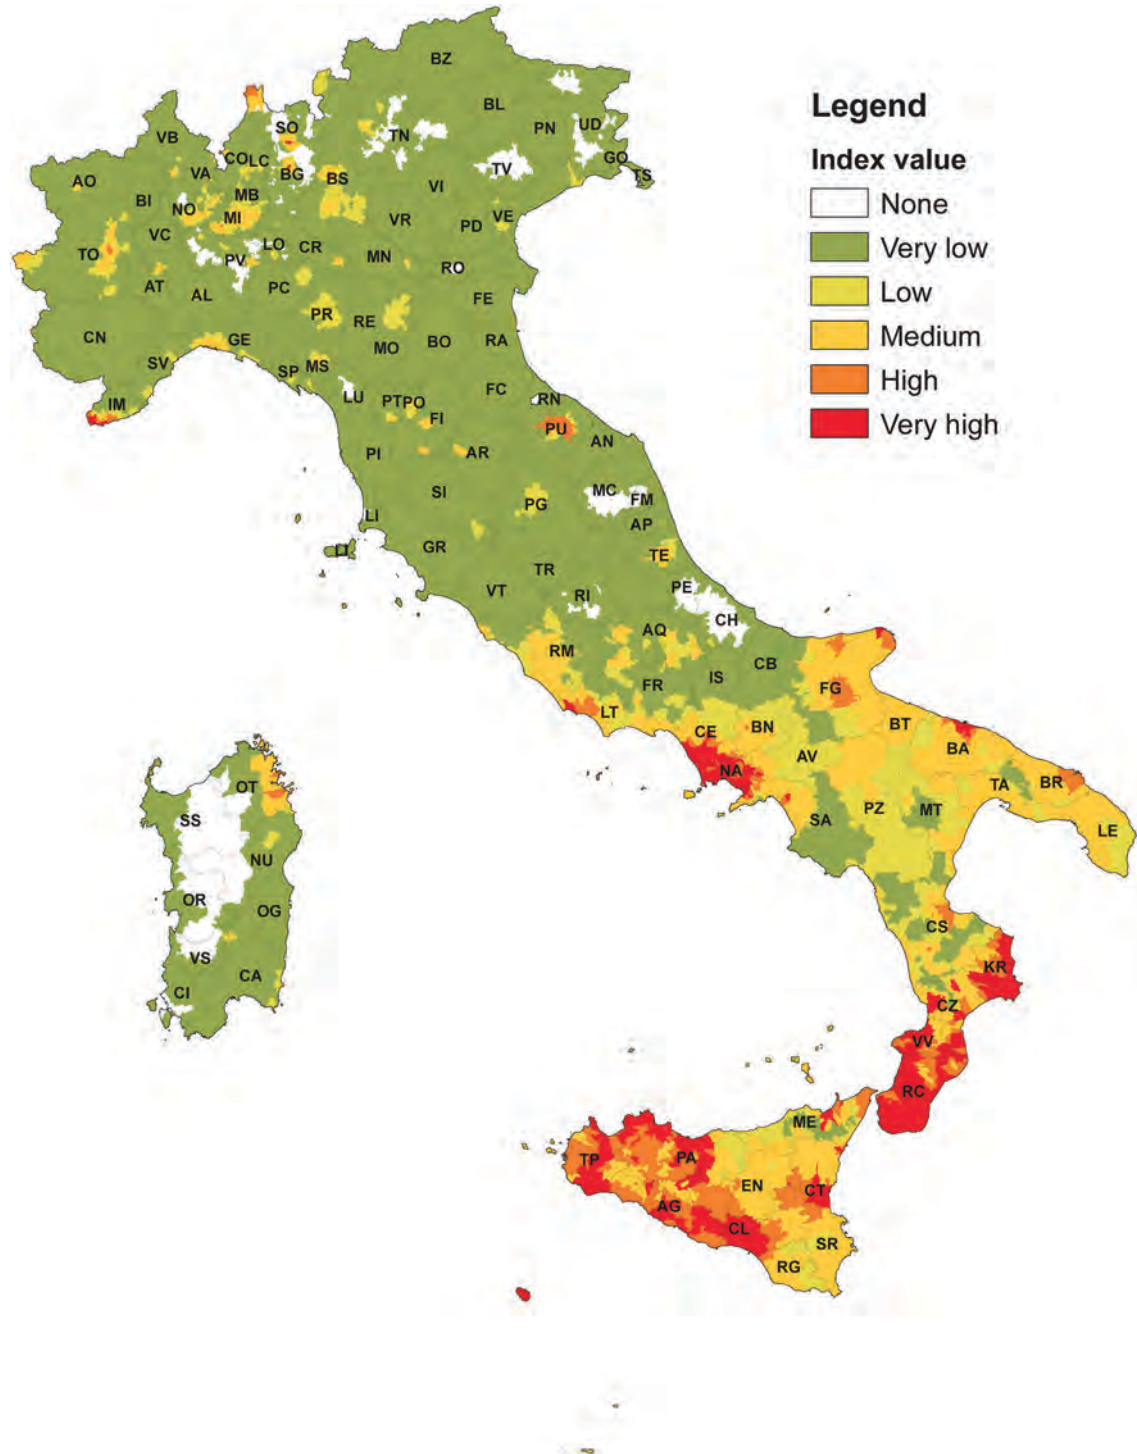 BZ
BL
PN
UD
SO
TN
VB
CO
LC
GO
TV
TS
AO
VA
BG
BS
VI
BI
MB
NO
MI
VE
VR
PD
VC
TO
LO
CR
PV
MN
RO
AT
PC
AL
FE
PR
RE
CN
GE
BO
RA
MO
SV
MS
SP
FC
LU
RN
PT
PO
IM
FI
PU
AN
PI
AR
SI
MC
PG
FM
LI
AP
GR
LI
TE
TR
PE
VT
RI
CH
AQ
RM
CB
IS
FR
FG
LT
BT
CE
BN
BA
AV
NA
TA
BR
OT
PZ
MT
SS
SA
LE
NU
OR
OG
CS
VS
KR
CA
CI
CZ
VV
RC
ME
TP
PA
EN
CT
AG
CL
SR
RG
Legend
Index value
None
Very low
Low
Medium
High
Very high